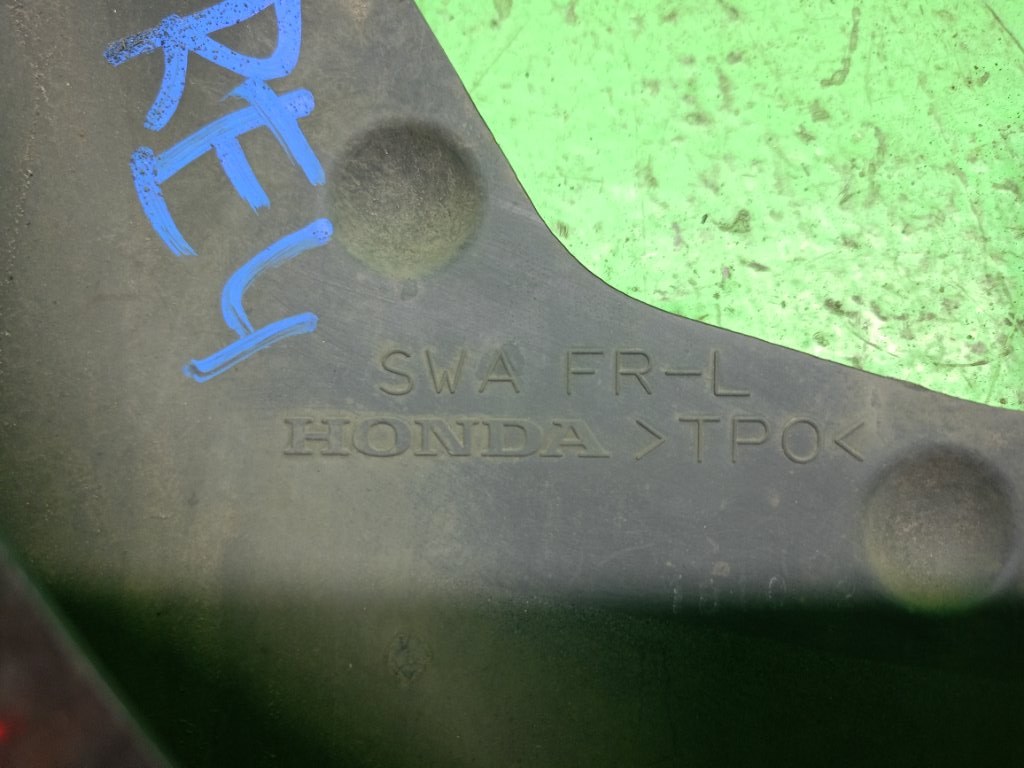 RE4
SWA FR-L
HONDA >TPO<